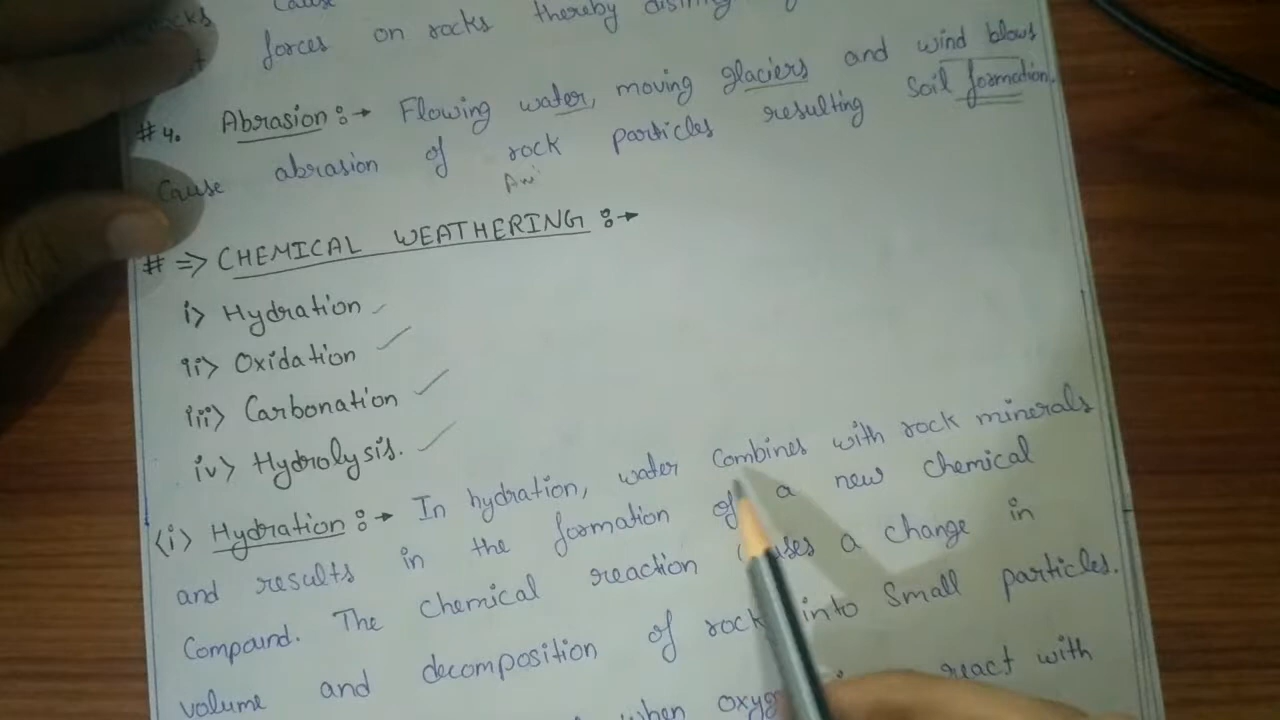 Cause
forces on rocks thereby
#4. Abrasion :→ Flowing water, moving glaciers and wind blows
Cause abrasion of rock particles resulting Soil formation.
# => CHEMICAL WEATHERING :→
i> Hydration
ii> Oxidation
iii> Carbonation
iv> Hydrolysis.
<i> Hydration :→ In hydration, water Combines with rock minerals
and results in the formation of a new chemical
Compound. The chemical reaction causes a change in
volume and decomposition of rock into Small particles.
when react with